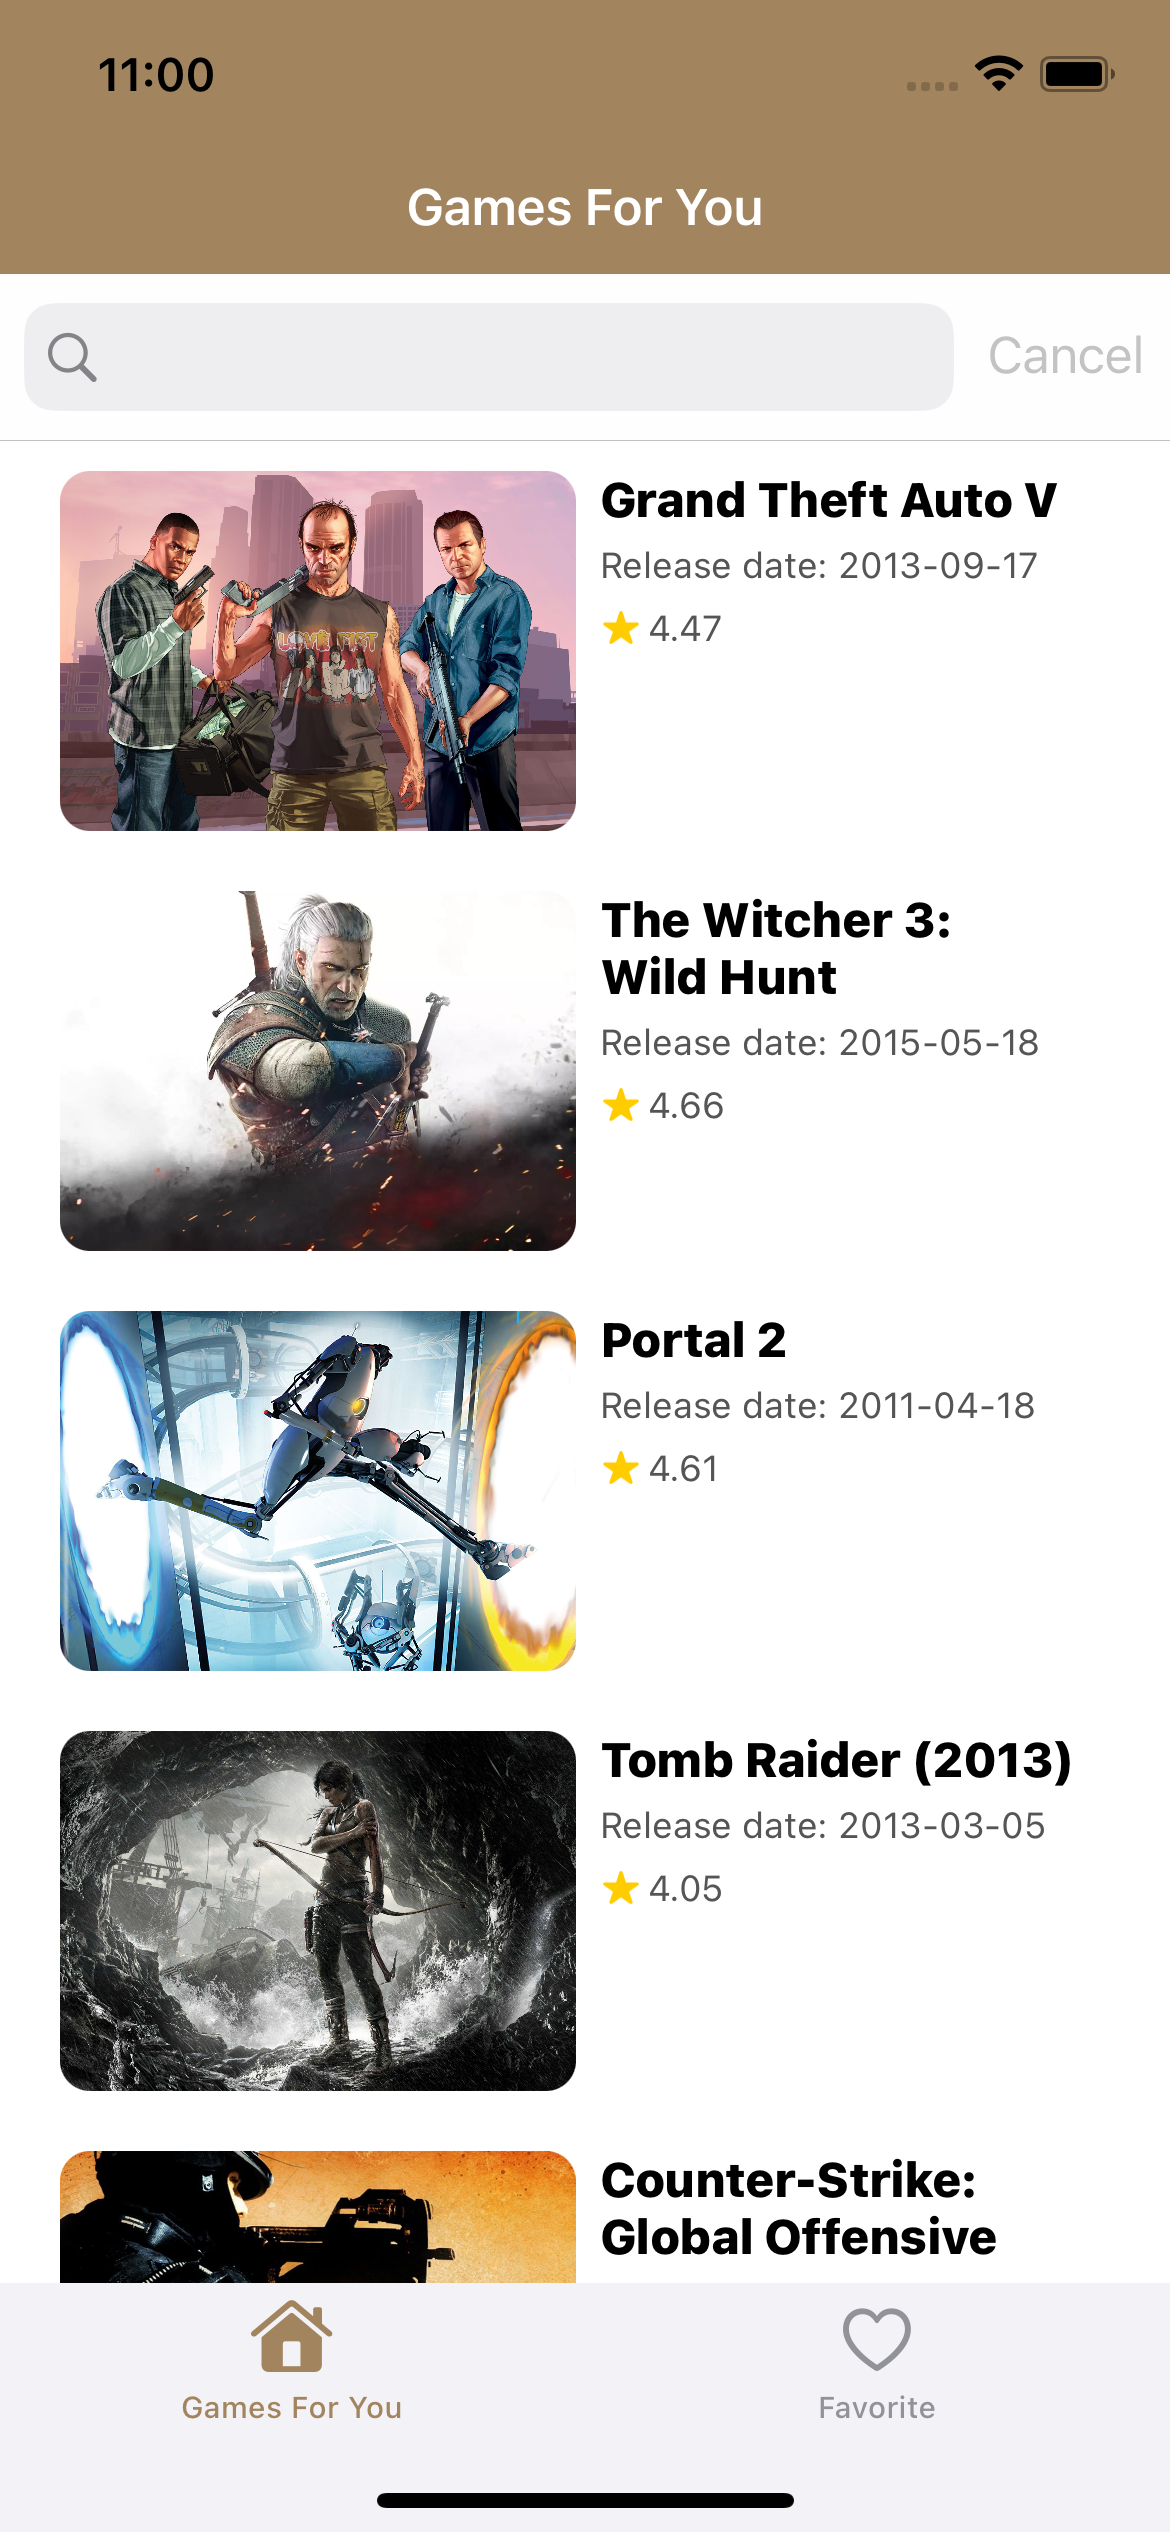 11:00
Games For You
Cancel
Grand Theft Auto V
Release date: 2013-09-17
4.47
LOVE FIST
The Witcher 3:
Wild Hunt
Release date: 2015-05-18
4.66
Portal 2
Release date: 2011-04-18
4.61
Tomb Raider (2013)
Release date: 2013-03-05
4.05
Counter-Strike:
Global Offensive
Games For You
Favorite